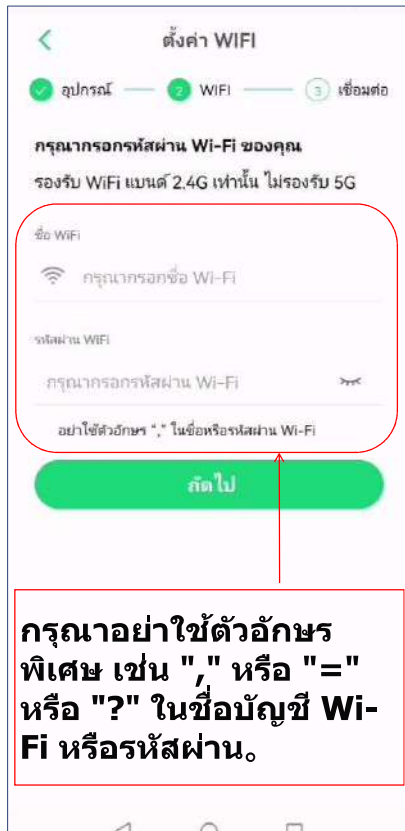 ตั้งค่า WIFI
อุปกรณ์ 2 WIFI 3 เชื่อมต่อ
กรุณากรอกรหัสผ่าน Wi-Fi ของคุณ
รองรับ WiFi แบนด์ 2.4G เท่านั้น ไม่รองรับ 5G
ชื่อ WiFi
กรุณากรอกชื่อ Wi-Fi
รหัสผ่าน WiFi
กรุณากรอกรหัสผ่าน Wi-Fi
อย่าใช้ตัวอักษร "," ในชื่อหรือรหัสผ่าน Wi-Fi
ถัดไป
กรุณาอย่าใช้ตัวอักษร
พิเศษ เช่น "," หรือ "="
หรือ "?" ในชื่อบัญชี Wi-
Fi หรือรหัสผ่าน。